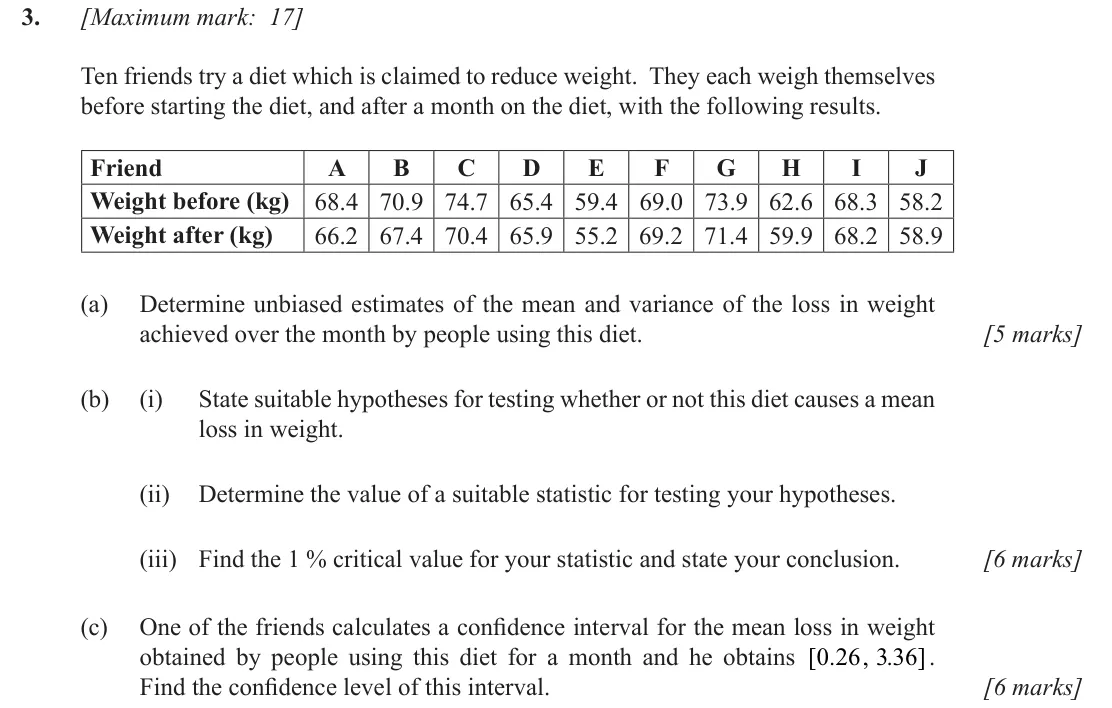 3. [Maximum mark: 17]
Ten friends try a diet which is claimed to reduce weight. They each weigh themselves
before starting the diet, and after a month on the diet, with the following results.
Friend A B C D E F G H I J
Weight before (kg) 68.4 70.9 74.7 65.4 59.4 69.0 73.9 62.6 68.3 58.2
Weight after (kg) 66.2 67.4 70.4 65.9 55.2 69.2 71.4 59.9 68.2 58.9
(a) Determine unbiased estimates of the mean and variance of the loss in weight
achieved over the month by people using this diet. [5 marks]
(b) (i) State suitable hypotheses for testing whether or not this diet causes a mean
loss in weight.
(ii) Determine the value of a suitable statistic for testing your hypotheses.
(iii) Find the 1 % critical value for your statistic and state your conclusion. [6 marks]
(c) One of the friends calculates a confidence interval for the mean loss in weight
obtained by people using this diet for a month and he obtains [0.26, 3.36].
Find the confidence level of this interval. [6 marks]